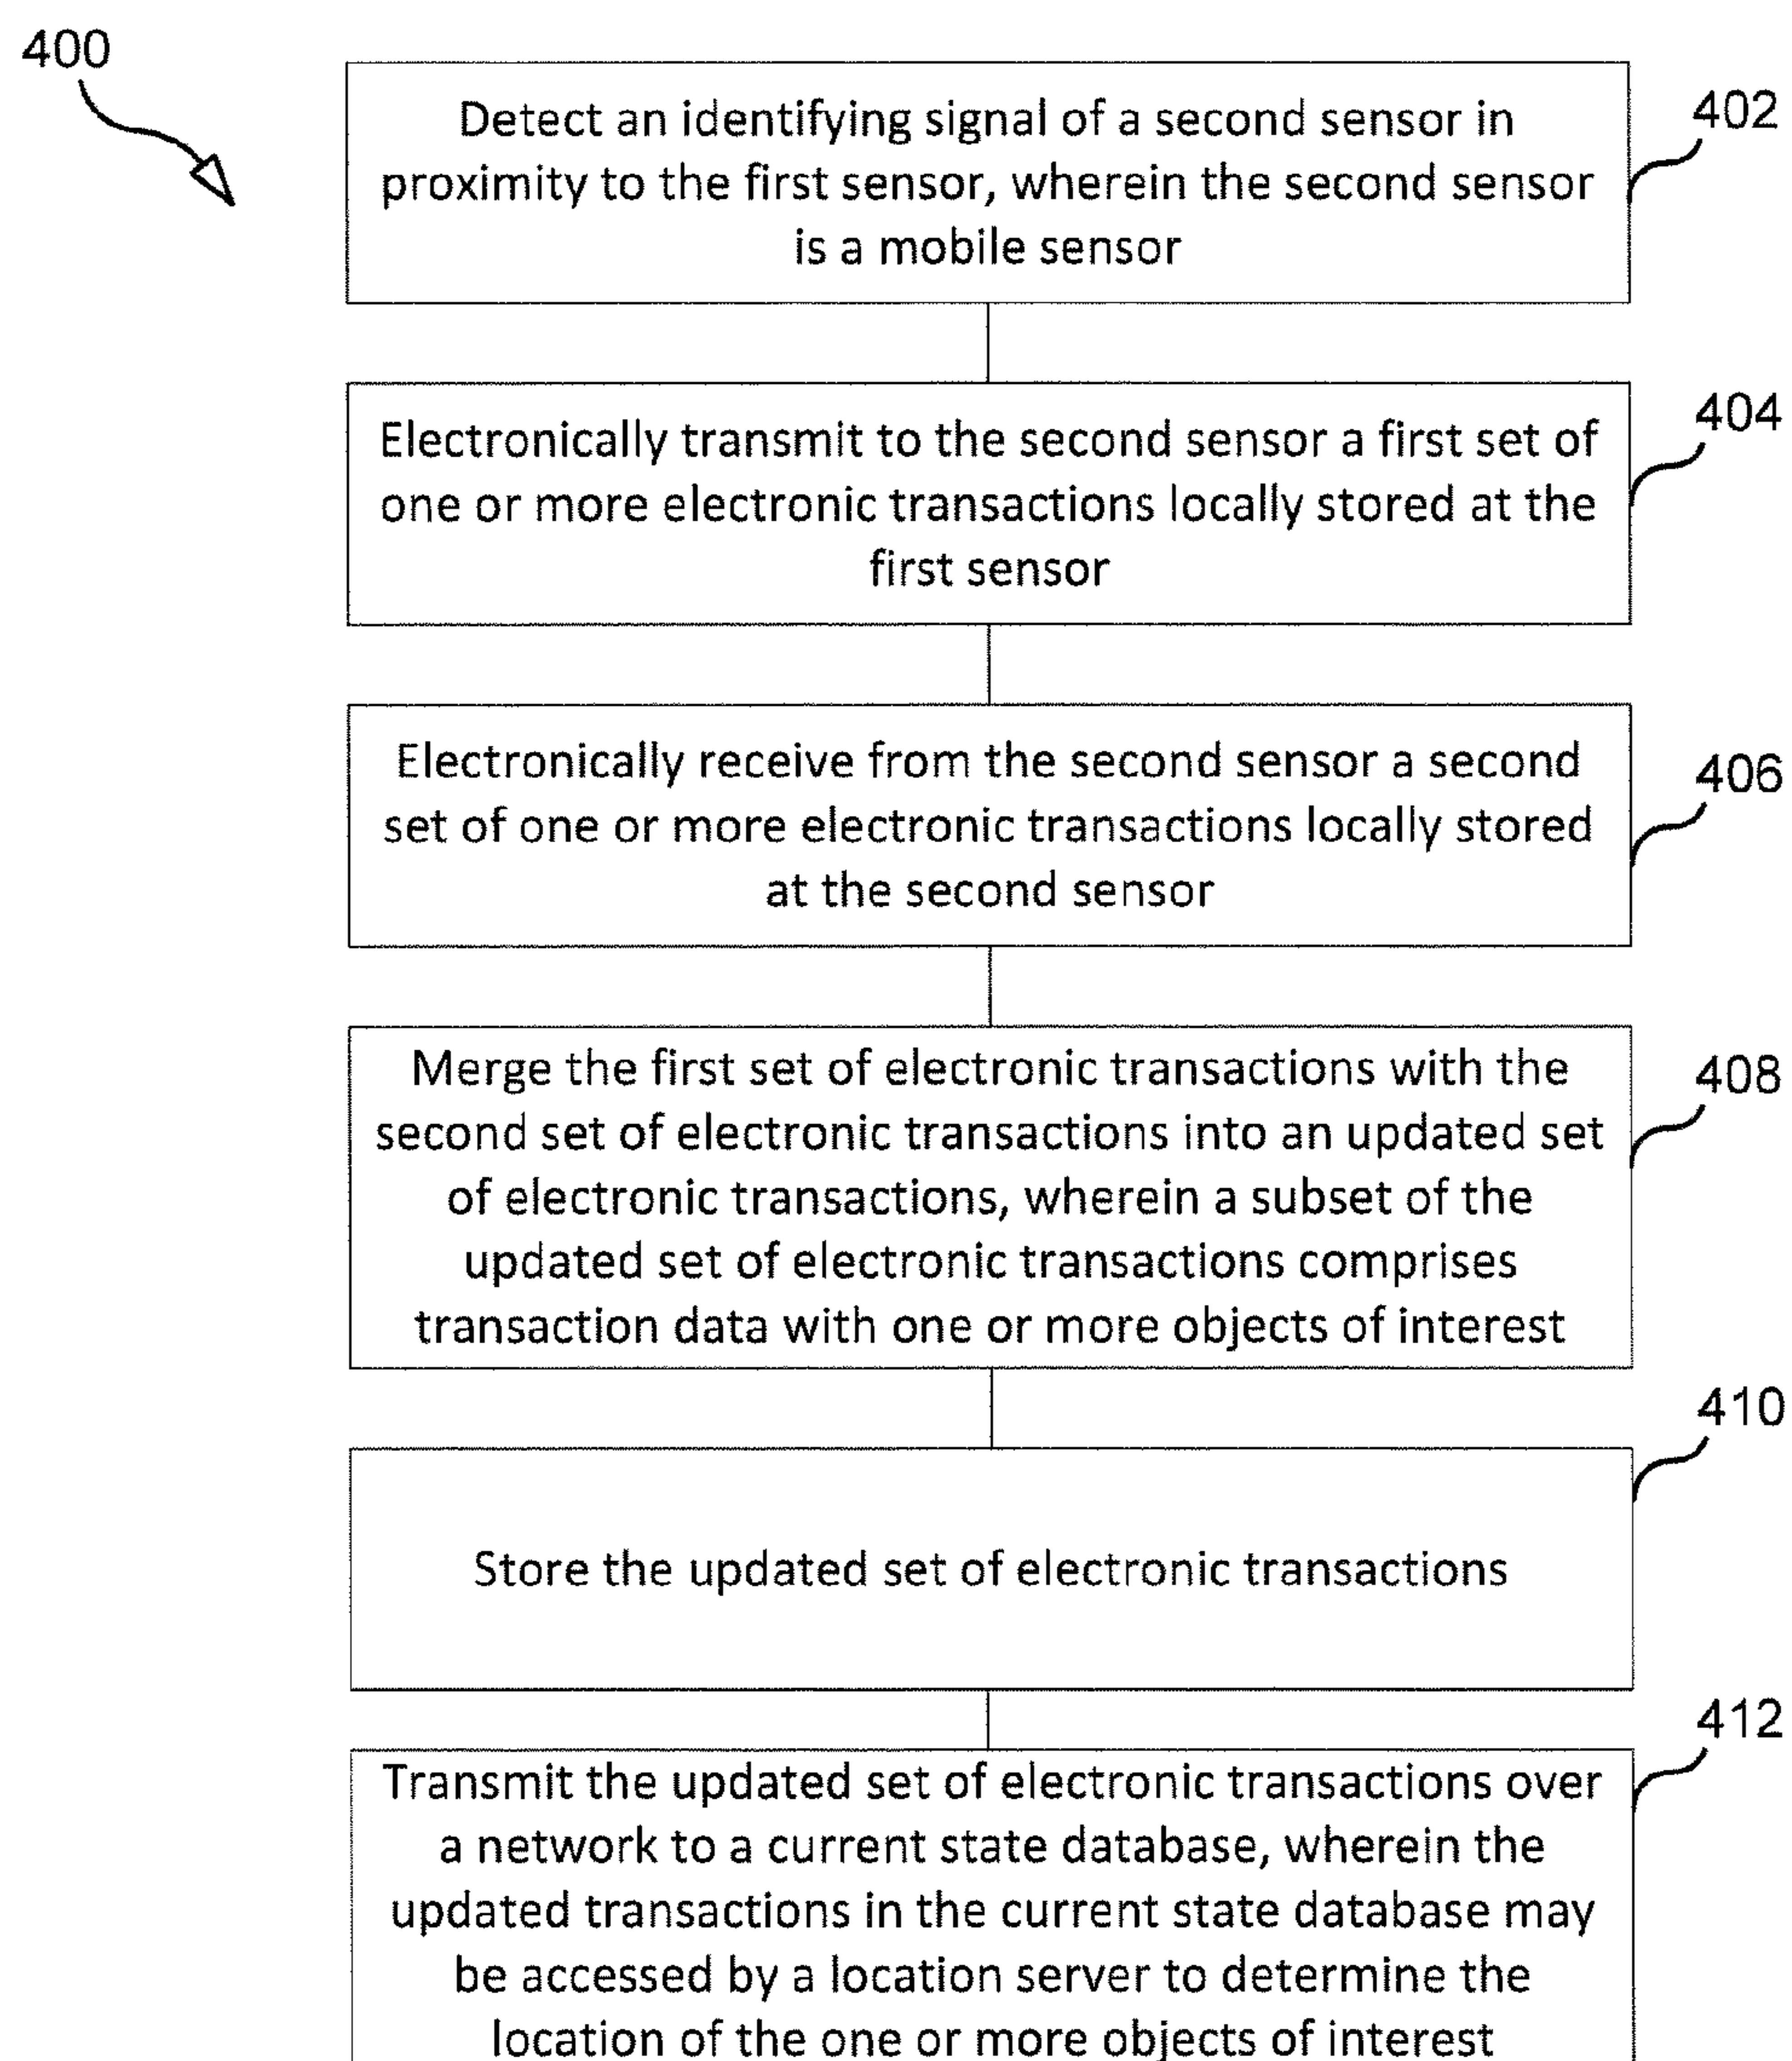 400
402
Detect an identifying signal of a second sensor in
proximity to the first sensor, wherein the second sensor
is a mobile sensor
404
Electronically transmit to the second sensor a first set of
one or more electronic transactions locally stored at the
first sensor
406
Electronically receive from the second sensor a second
set of one or more electronic transactions locally stored
at the second sensor
408
Merge the first set of electronic transactions with the
second set of electronic transactions into an updated set
of electronic transactions, wherein a subset of the
updated set of electronic transactions comprises
transaction data with one or more objects of interest
410
Store the updated set of electronic transactions
412
Transmit the updated set of electronic transactions over
a network to a current state database, wherein the
updated transactions in the current state database may
be accessed by a location server to determine the
location of the one or more objects of interest